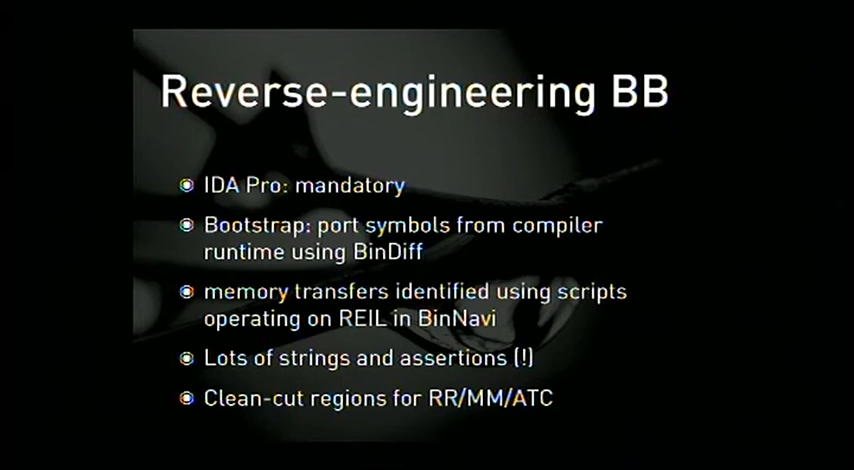 Reverse-engineering BB
IDA Pro: mandatory
Bootstrap: port symbols from compiler
runtime using BinDiff
memory transfers identified using scripts
operating on REIL in BinNavi
Lots of strings and assertions (!)
Clean-cut regions for RR/MM/ATC